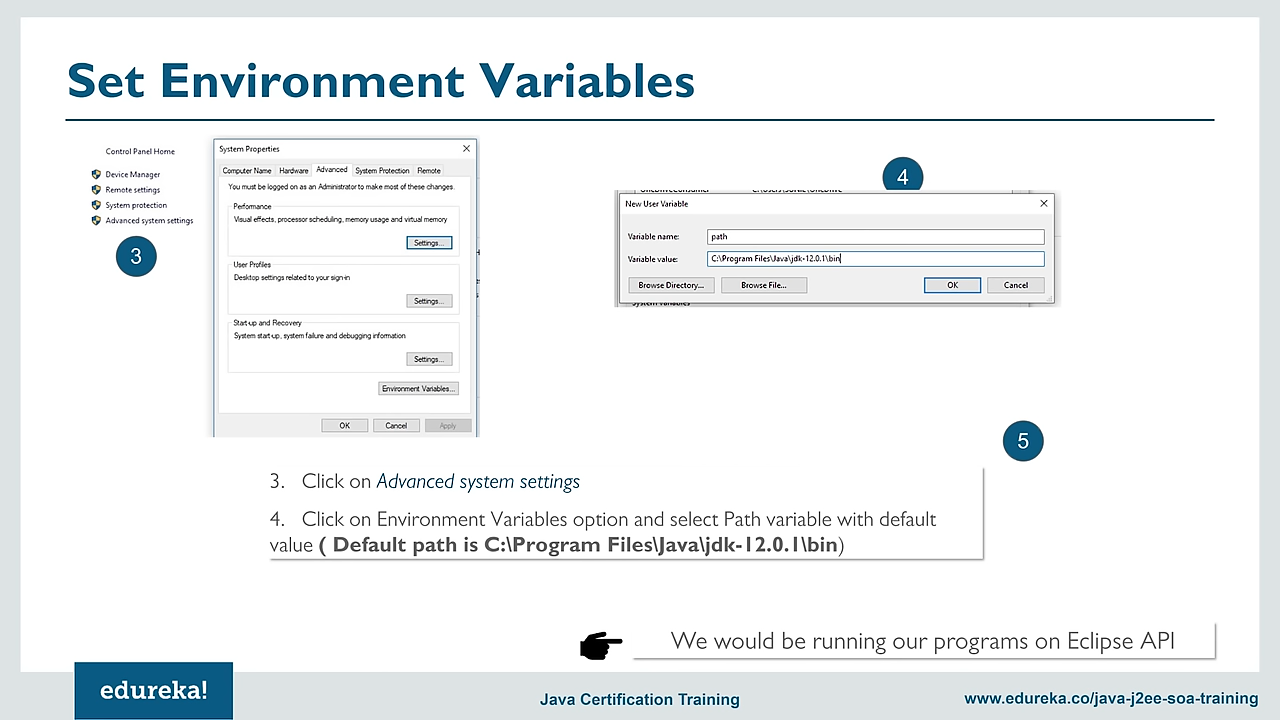 Set Environment Variables
Control Panel Home
Device Manager
Remote settings
System protection
Advanced system settings
3
System Properties
Computer Name Hardware Advanced System Protection Remote
You must be logged on as an Administrator to make most of these changes.
Performance
Visual effects, processor scheduling, memory usage and virtual memory
Settings...
User Profiles
Desktop settings related to your sign-in
Settings...
Start-up and Recovery
System start-up, system failure and debugging information
Settings...
Environment Variables...
OK Cancel Apply
4
New User Variable
Variable name: path
Variable value: C:\Program Files\Java\jdk-12.0.1\bin
Browse Directory... Browse File... OK Cancel
5
3. Click on Advanced system settings
4. Click on Environment Variables option and select Path variable with default
value ( Default path is C:\Program Files\Java\jdk-12.0.1\bin)
We would be running our programs on Eclipse API
edureka!
Java Certification Training
www.edureka.co/java-j2ee-soa-training